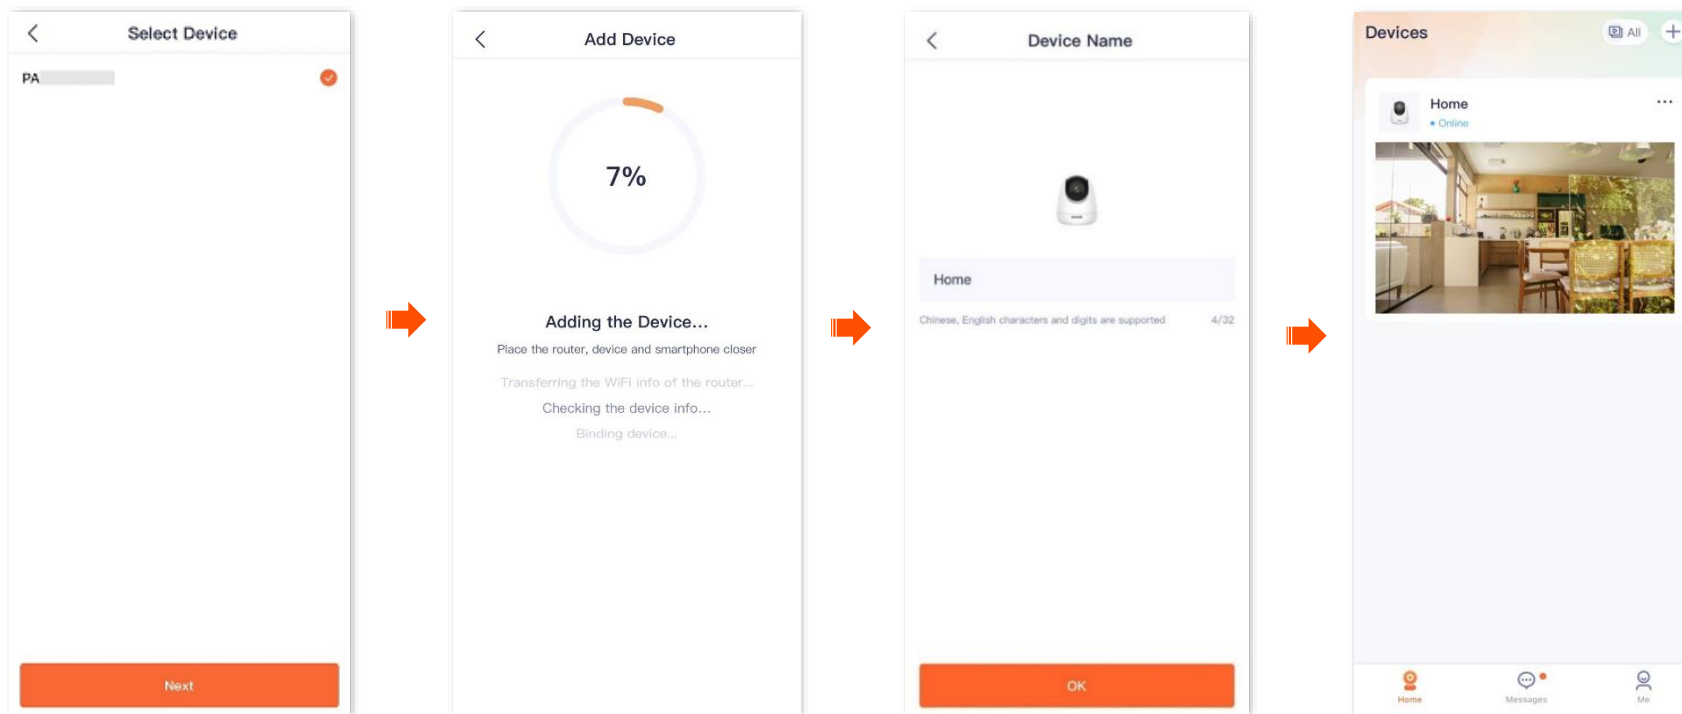 Select Device
PA
Next
Add Device
7%
Adding the Device...
Place the router, device and smartphone closer
Transferring the WiFi info of the router...
Checking the device info...
Binding device...
Device Name
Home
Chinese, English characters and digits are supported 4/32
OK
Devices All
Home
Online
Home Messages Me